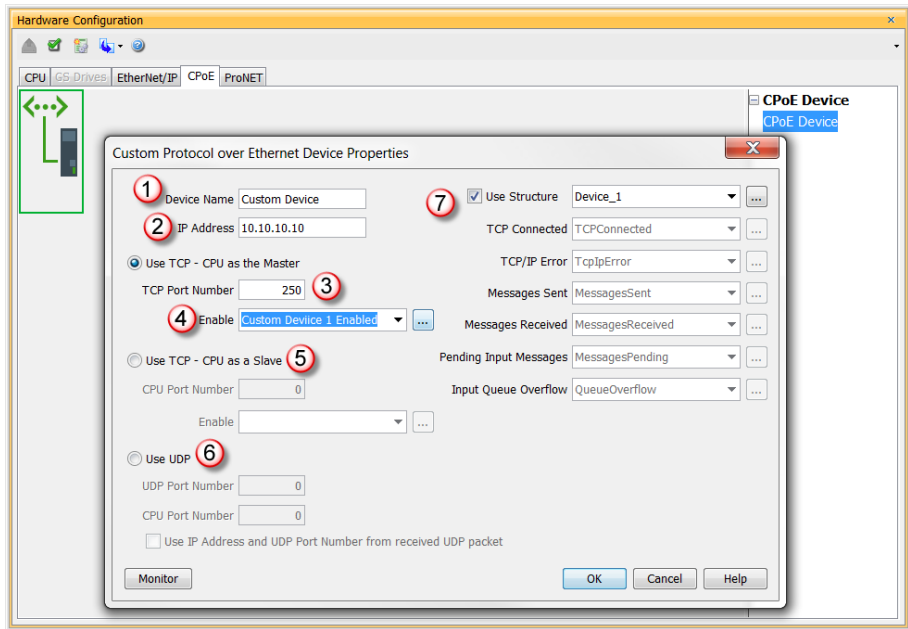 Hardware Configuration
CPU GS Drives EtherNet/IP CPoE ProNET
CPoE Device
CPoE Device
Custom Protocol over Ethernet Device Properties
1 Device Name Custom Device
2 IP Address 10.10.10.10
Use TCP - CPU as the Master
TCP Port Number 250 3
4 Enable Custom Deviice 1 Enabled ...
Use TCP - CPU as a Slave 5
CPU Port Number 0
Enable ...
Use UDP 6
UDP Port Number 0
CPU Port Number 0
Use IP Address and UDP Port Number from received UDP packet
7 Use Structure Device_1 ...
TCP Connected TCPConnected ...
TCP/IP Error TcpIpError ...
Messages Sent MessagesSent ...
Messages Received MessagesReceived ...
Pending Input Messages MessagesPending ...
Input Queue Overflow QueueOverflow ...
Monitor OK Cancel Help